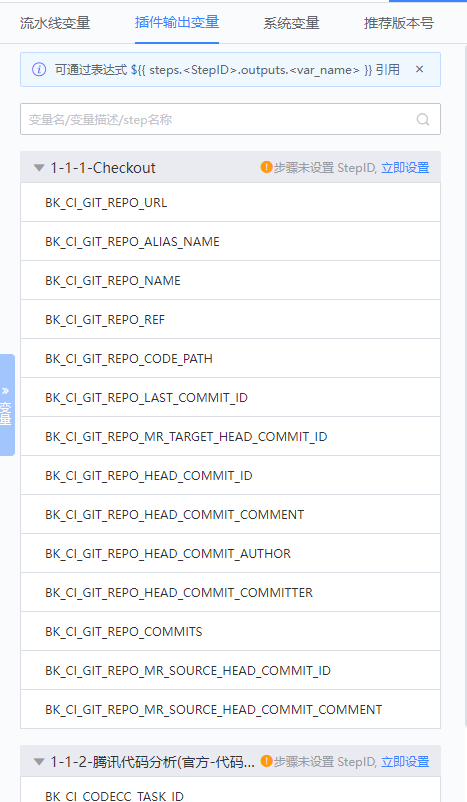 流水线变量 插件输出变量 系统变量 推荐版本号
可通过表达式 ${{ steps.<StepID>.outputs.<var_name> }} 引用
变量名/变量描述/step名称
1-1-1-Checkout 步骤未设置 StepID, 立即设置
BK_CI_GIT_REPO_URL
BK_CI_GIT_REPO_ALIAS_NAME
BK_CI_GIT_REPO_NAME
BK_CI_GIT_REPO_REF
BK_CI_GIT_REPO_CODE_PATH
BK_CI_GIT_REPO_LAST_COMMIT_ID
BK_CI_GIT_REPO_MR_TARGET_HEAD_COMMIT_ID
BK_CI_GIT_REPO_HEAD_COMMIT_ID
BK_CI_GIT_REPO_HEAD_COMMIT_COMMENT
BK_CI_GIT_REPO_HEAD_COMMIT_AUTHOR
BK_CI_GIT_REPO_HEAD_COMMIT_COMMITTER
BK_CI_GIT_REPO_COMMITS
BK_CI_GIT_REPO_MR_SOURCE_HEAD_COMMIT_ID
BK_CI_GIT_REPO_MR_SOURCE_HEAD_COMMIT_COMMENT
1-1-2-腾讯代码分析(官方-代码... 步骤未设置 StepID, 立即设置
BK_CI_CODECC_TASK_ID
变量